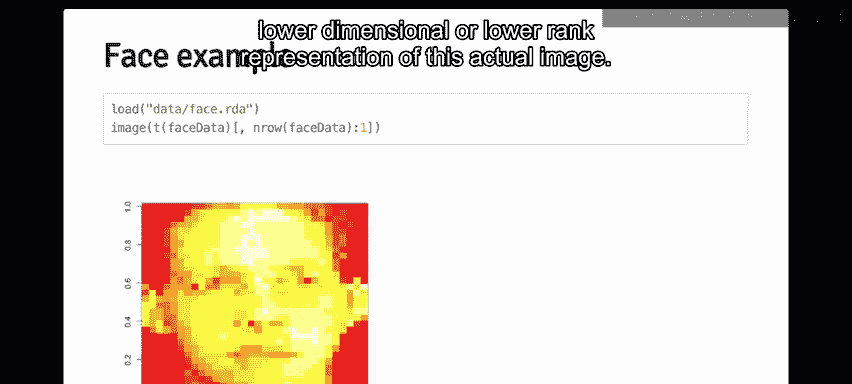 lower dimensional or lower rank
Face example
representation of this actual image.
load("data/face.rda")
image(t(faceData)[, nrow(faceData):1])
1.0
0.8
0.6
0.4
0.2